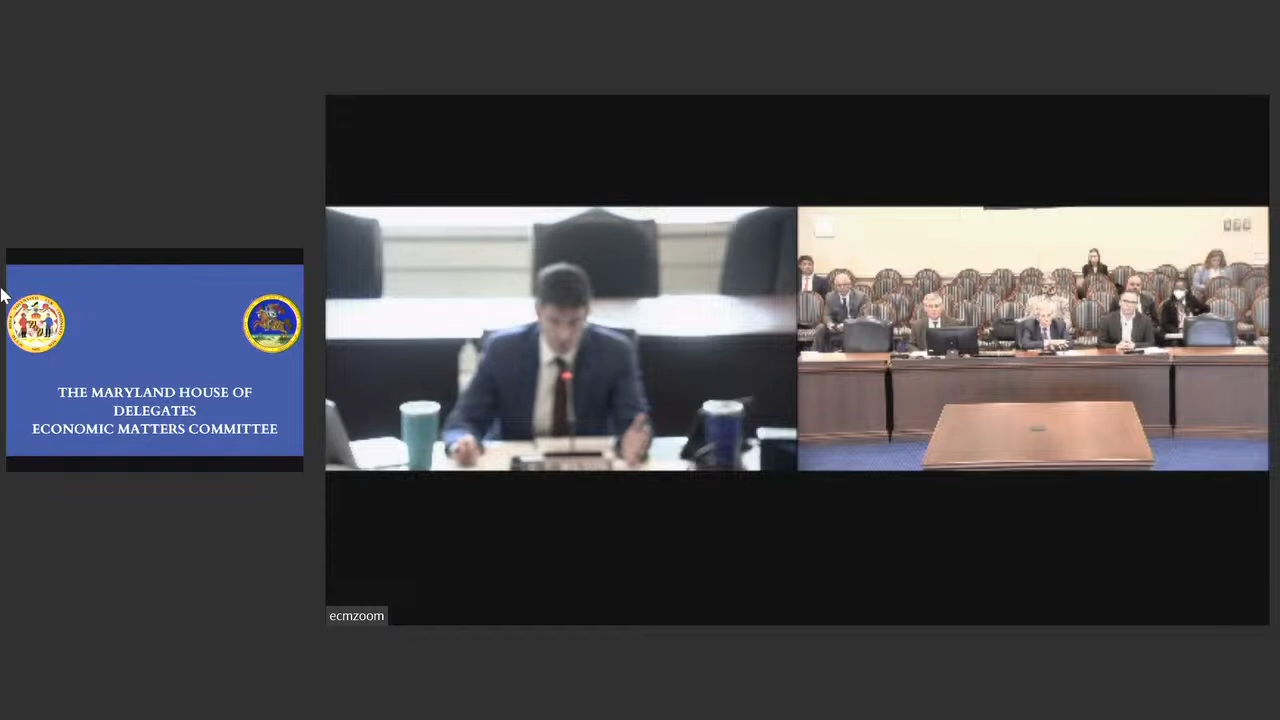 THE MARYLAND HOUSE OF
DELEGATES
ECONOMIC MATTERS COMMITTEE
ecmzoom